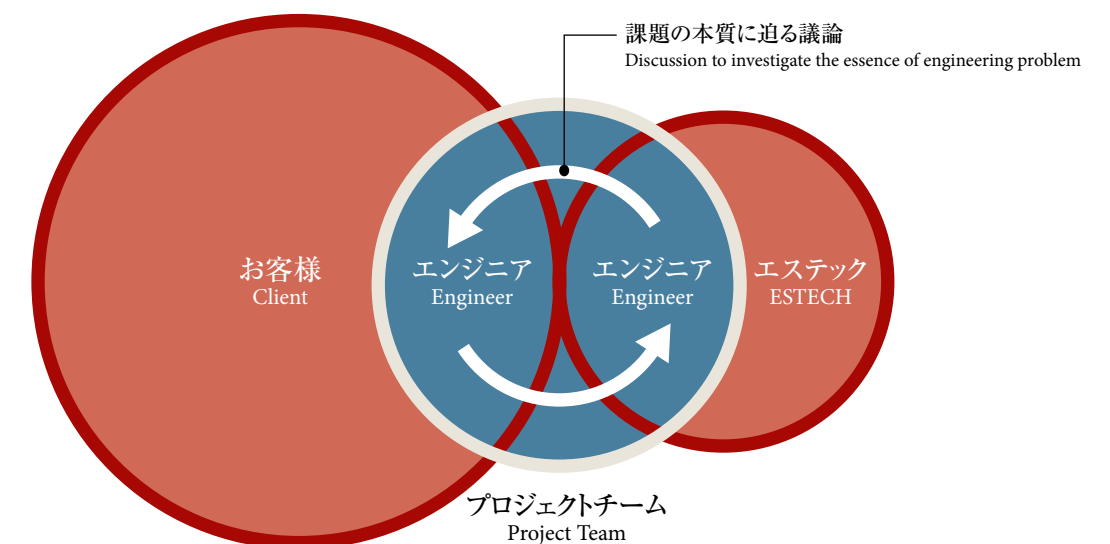 課題の本質に迫る議論
Discussion to investigate the essence of engineering problem
お客様
Client
エンジニア
Engineer
エンジニア
Engineer
エステック
ESTECH
プロジェクトチーム
Project Team